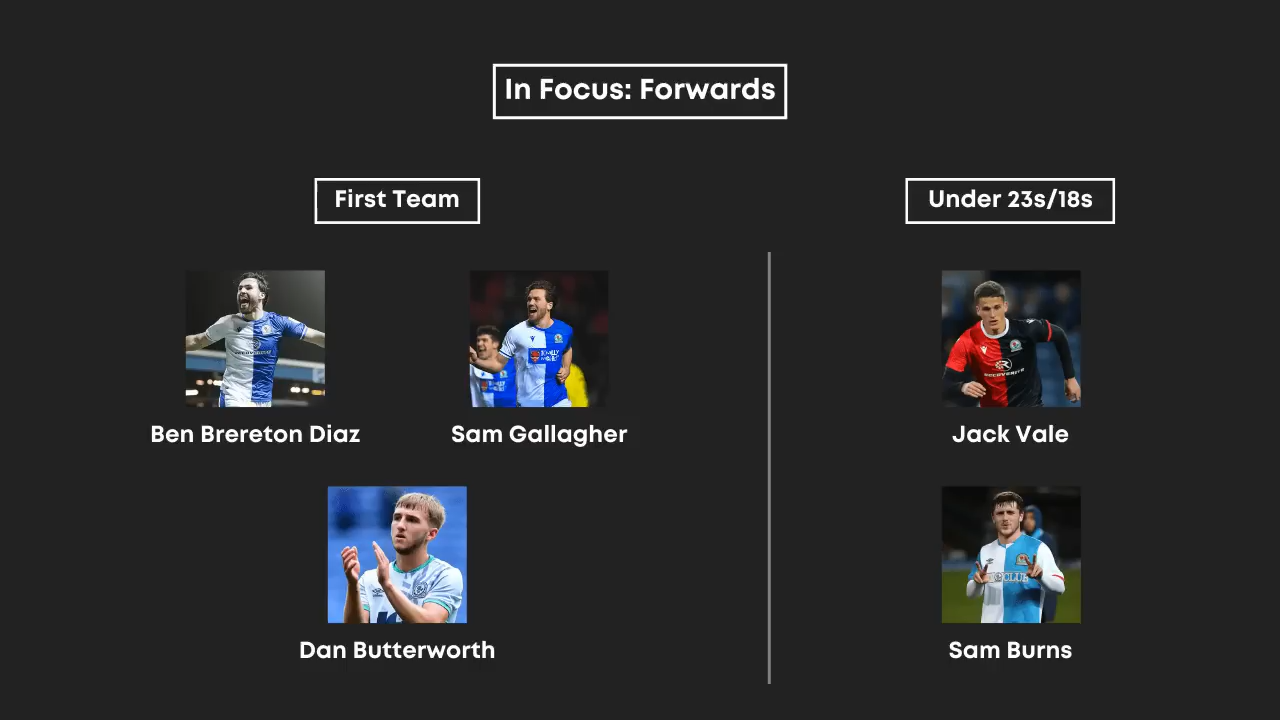 In Focus: Forwards
First Team
Under 23s/18s
Ben Brereton Diaz
Sam Gallagher
Jack Vale
Dan Butterworth
Sam Burns